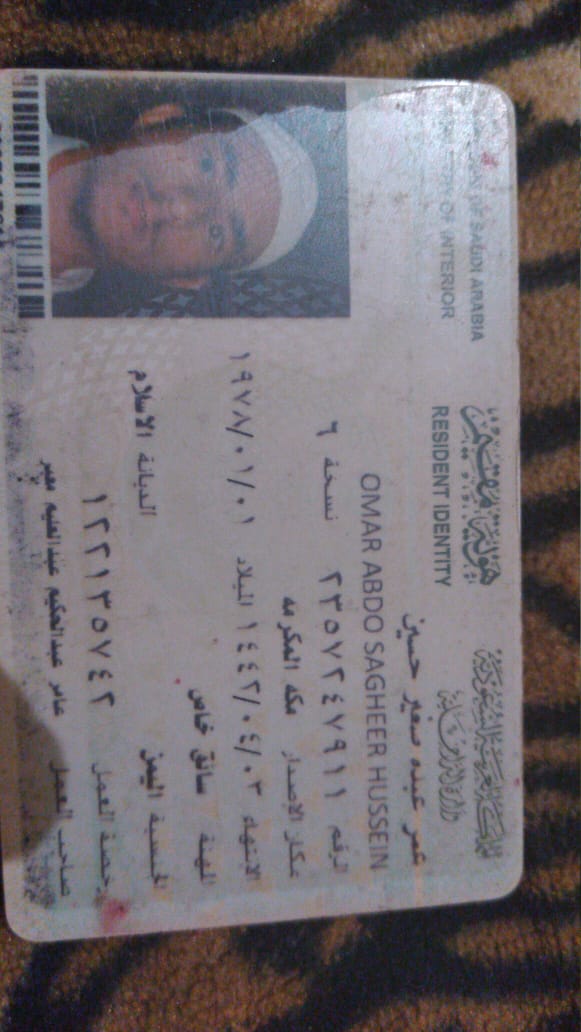 OF SAUDI ARABIA
MINISTRY OF INTERIOR
هوية مقيم
RESIDENT IDENTITY
المملكة العربية السعودية
وزارة الداخلية
عمر عبده صغير حسين
OMAR ABDO SAGHEER HUSSEIN
الرقم ٢٣٥٧٢٤٧٩١١ نسخة ٦
مكان الإصدار مكه المكرمه
الانتهاء ١٤٤٢/٠٤/٠٣ الميلاد ١٩٧٨/٠١/٠١
المهنة سائق خاص
الجنسية اليمن الديانة الاسلام
رخصة العمل ١٢٢١٣٥٧٤٢
صاحب العمل عامر عبدالحكيم عبدالعليم معبر